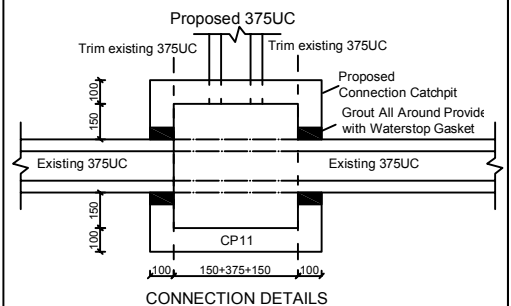 Proposed 375UC
Trim existing 375UC
Trim existing 375UC
Proposed
Connection Catchpit
Grout All Around Provide
with Waterstop Gasket
100
150
Existing 375UC
Existing 375UC
150
100
CP11
100
150+375+150
100
CONNECTION DETAILS